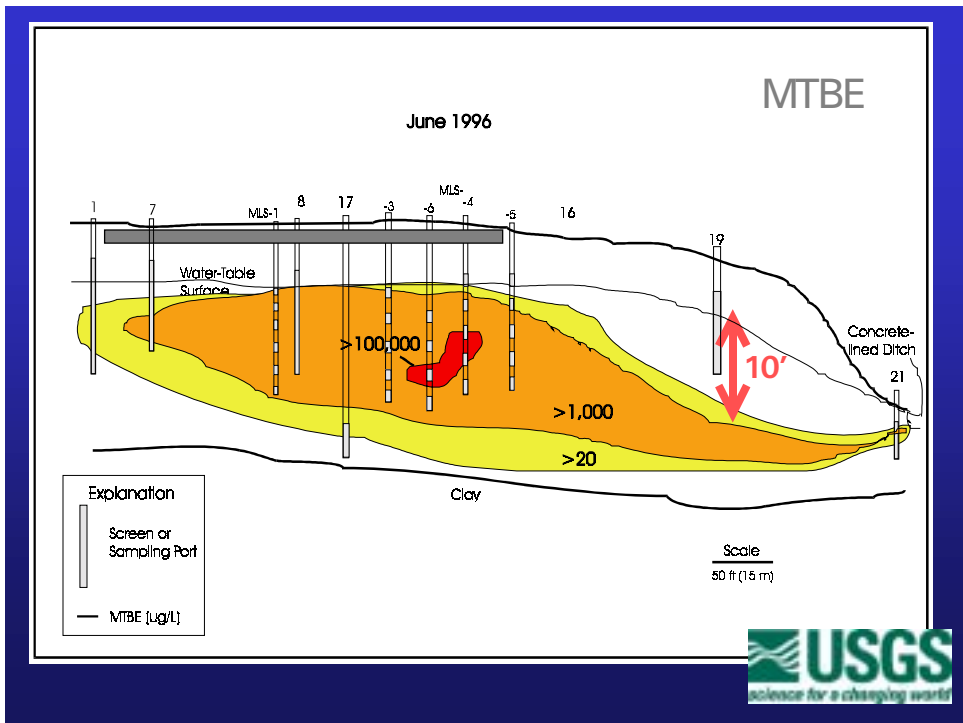 MTBE
June 1996
1
7
MLS-1
8
17
-3
-6
MLS-
-4
-5
16
19
Water-Table
Surface
>100,000
10’
Concrete-
lined Ditch
21
>1,000
>20
Clay
Explanation
Screen or
Sampling Port
MTBE (ug/L)
Scale
50 ft (15 m)
USGS
science for a changing world